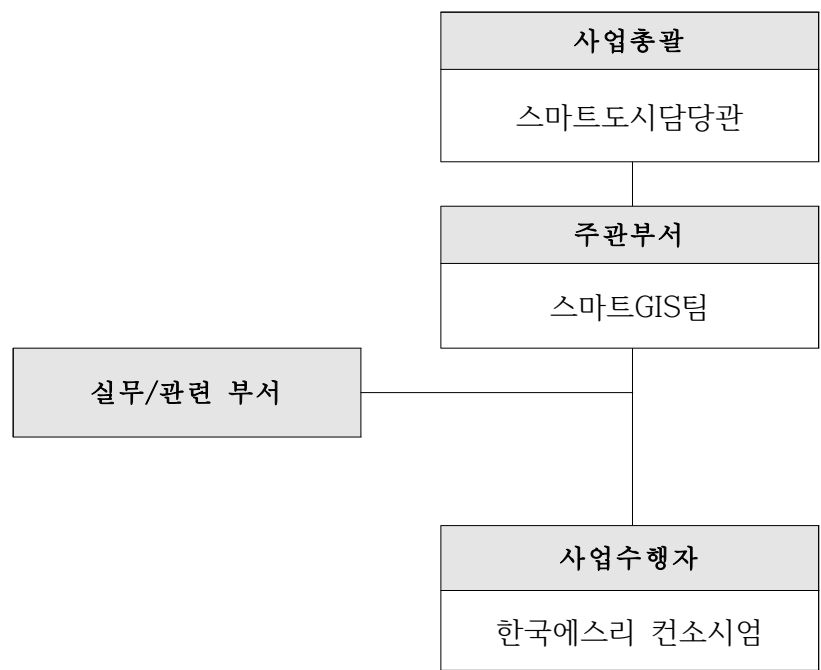 사업총괄
스마트도시담당관
주관부서
스마트GIS팀
실무/관련 부서
사업수행자
한국에스리 컨소시엄